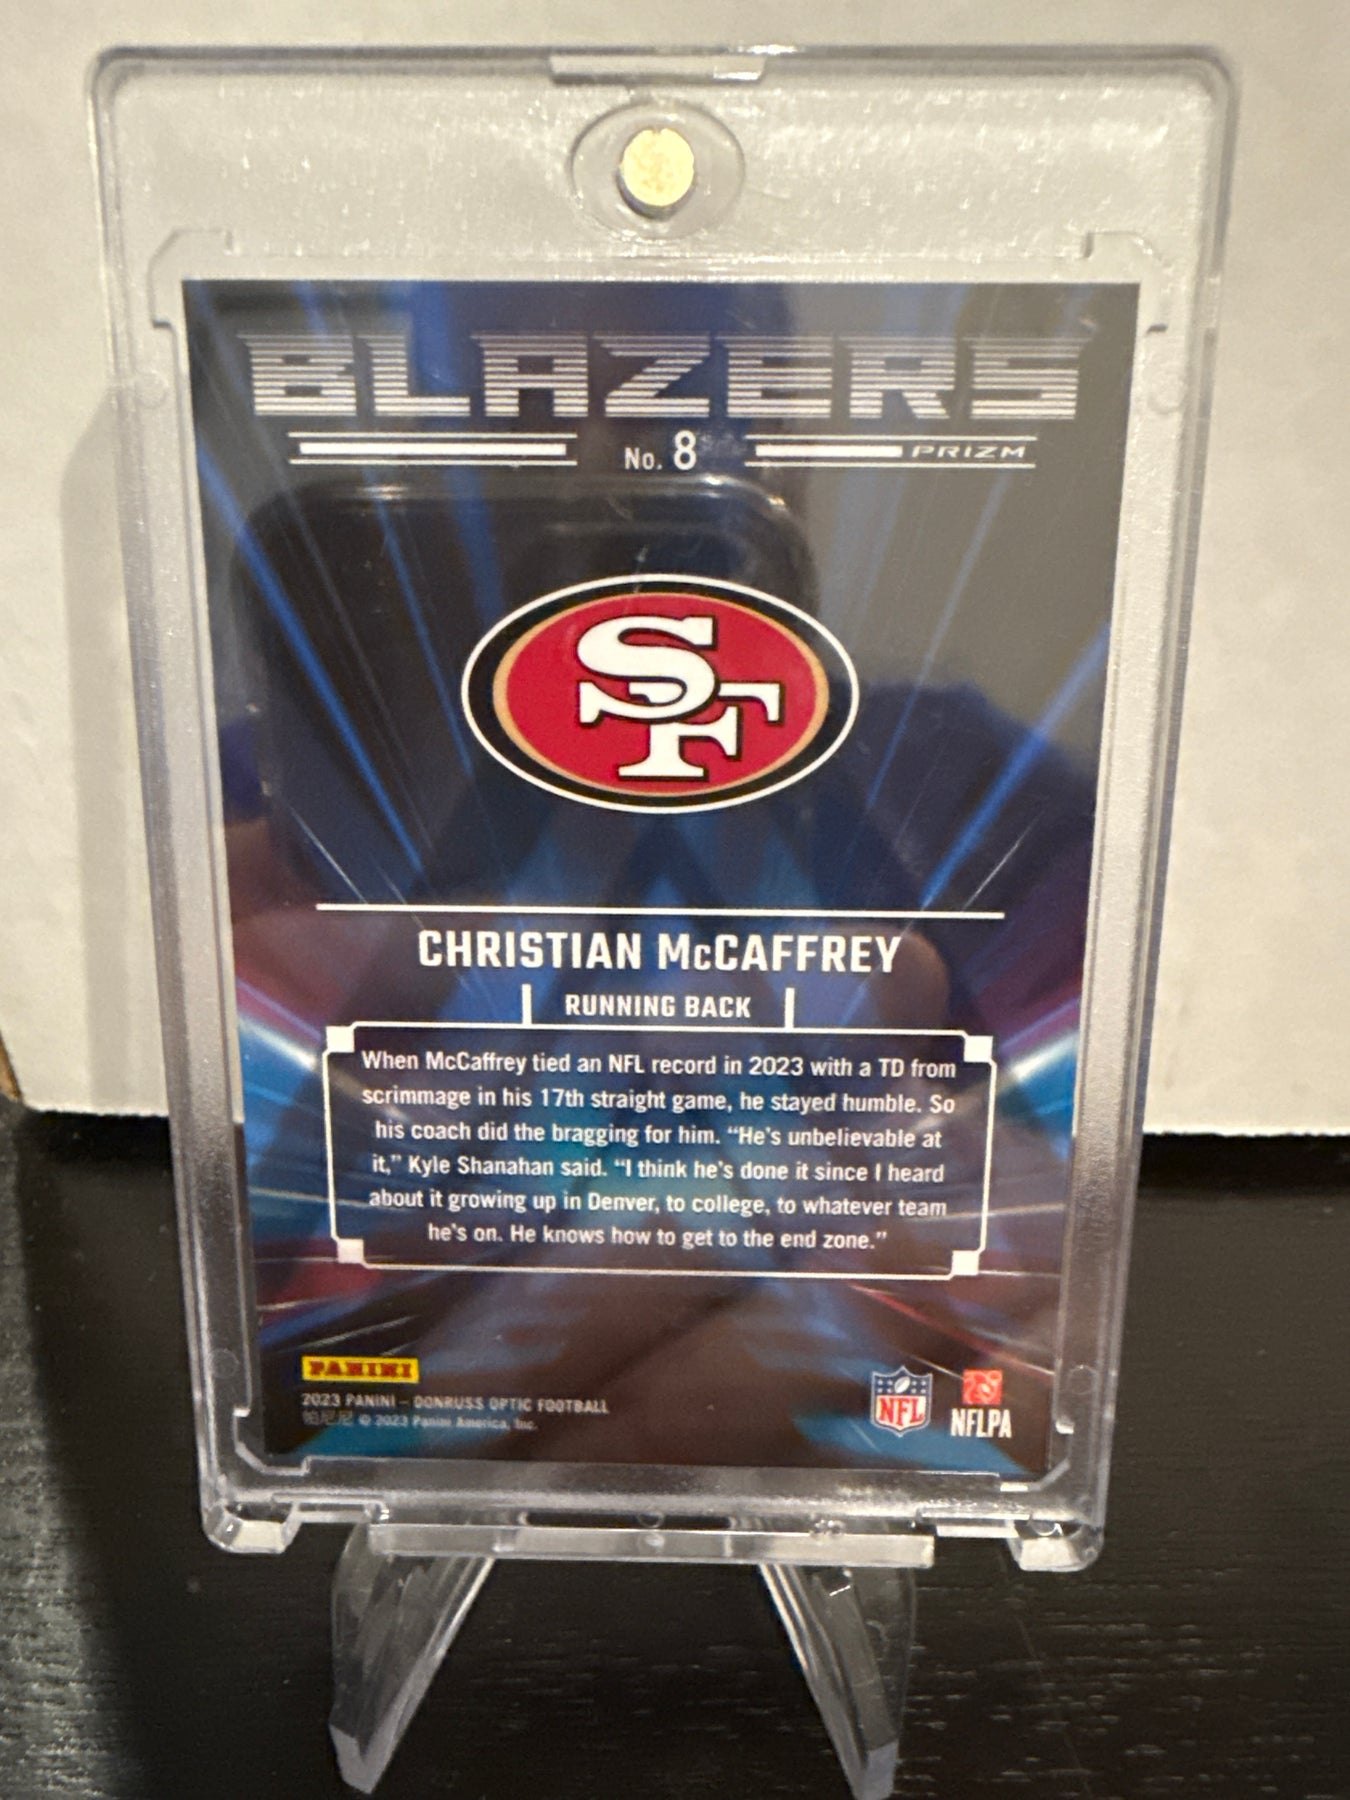 BLAZERS
No. 8
PRIZM
SF
CHRISTIAN McCAFFREY
RUNNING BACK
When McCaffrey tied an NFL record in 2023 with a TD from
scrimmage in his 17th straight game, he stayed humble. So
his coach did the bragging for him. “He's unbelievable at
it,” Kyle Shanahan said. “I think he's done it since I heard
about it growing up in Denver, to college, to whatever team
he's on. He knows how to get to the end zone.”
PANINI
2023 PANINI – DONRUSS OPTIC FOOTBALL
帕尼尼 © 2023 Panini America, Inc.
NFL
NFLPA